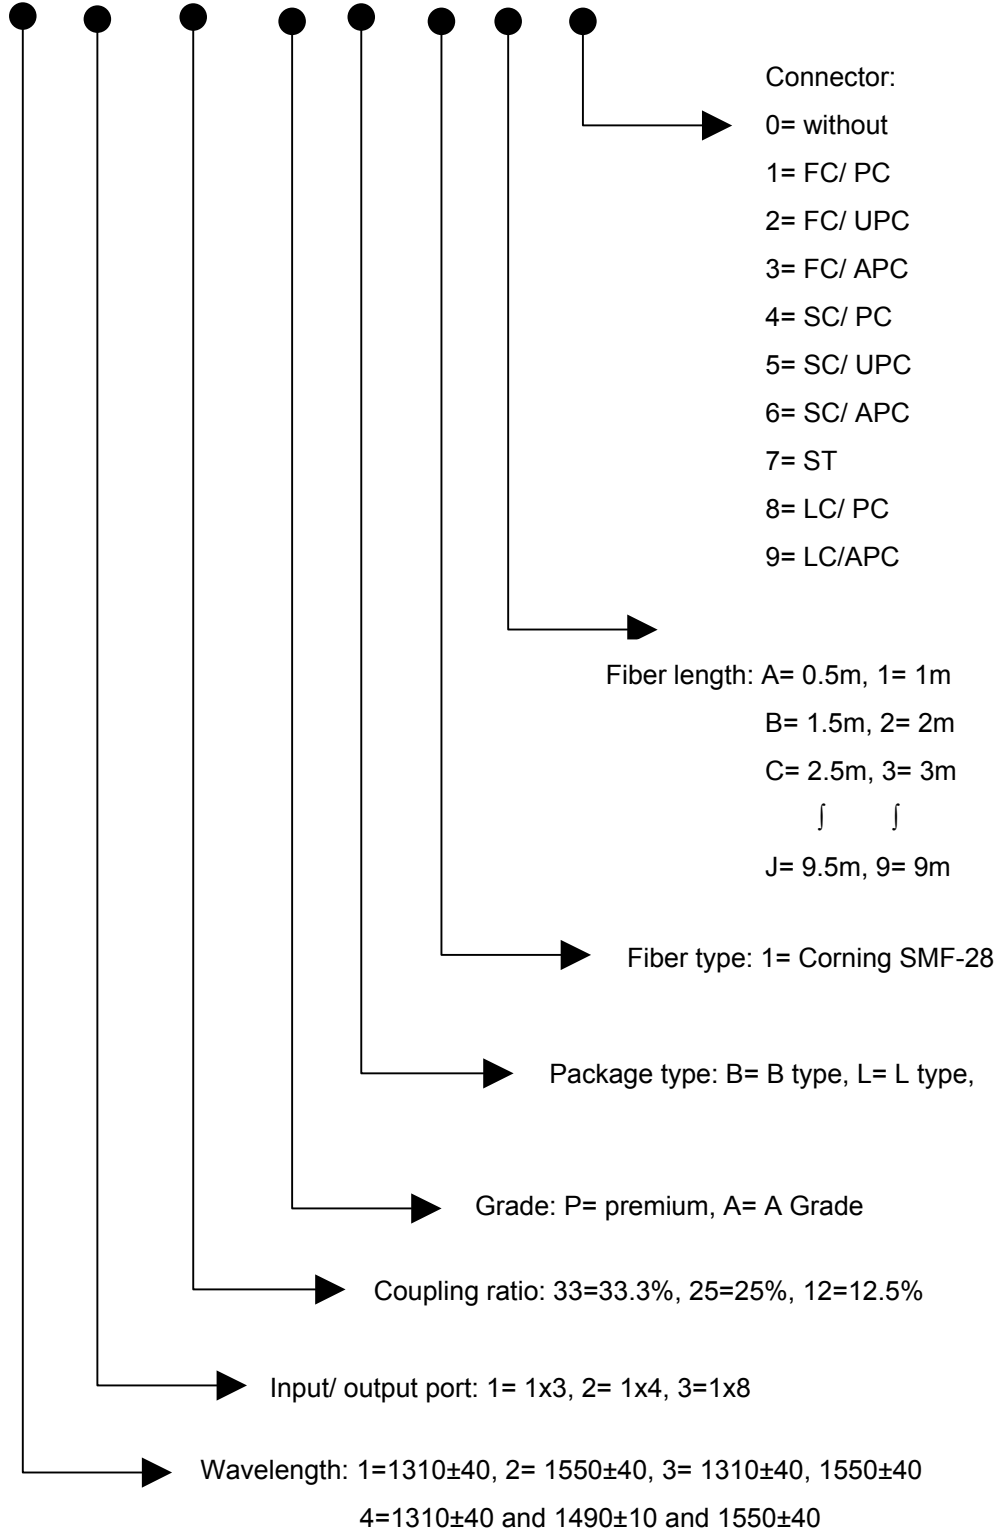 Connector:
0= without
1= FC/ PC
2= FC/ UPC
3= FC/ APC
4= SC/ PC
5= SC/ UPC
6= SC/ APC
7= ST
8= LC/ PC
9= LC/APC
Fiber length: A= 0.5m, 1= 1m
B= 1.5m, 2= 2m
C= 2.5m, 3= 3m
∫ ∫
J= 9.5m, 9= 9m
Fiber type: 1= Corning SMF-28
Package type: B= B type, L= L type,
Grade: P= premium, A= A Grade
Coupling ratio: 33=33.3%, 25=25%, 12=12.5%
Input/ output port: 1= 1x3, 2= 1x4, 3=1x8
Wavelength: 1=1310±40, 2= 1550±40, 3= 1310±40, 1550±40
4=1310±40 and 1490±10 and 1550±40